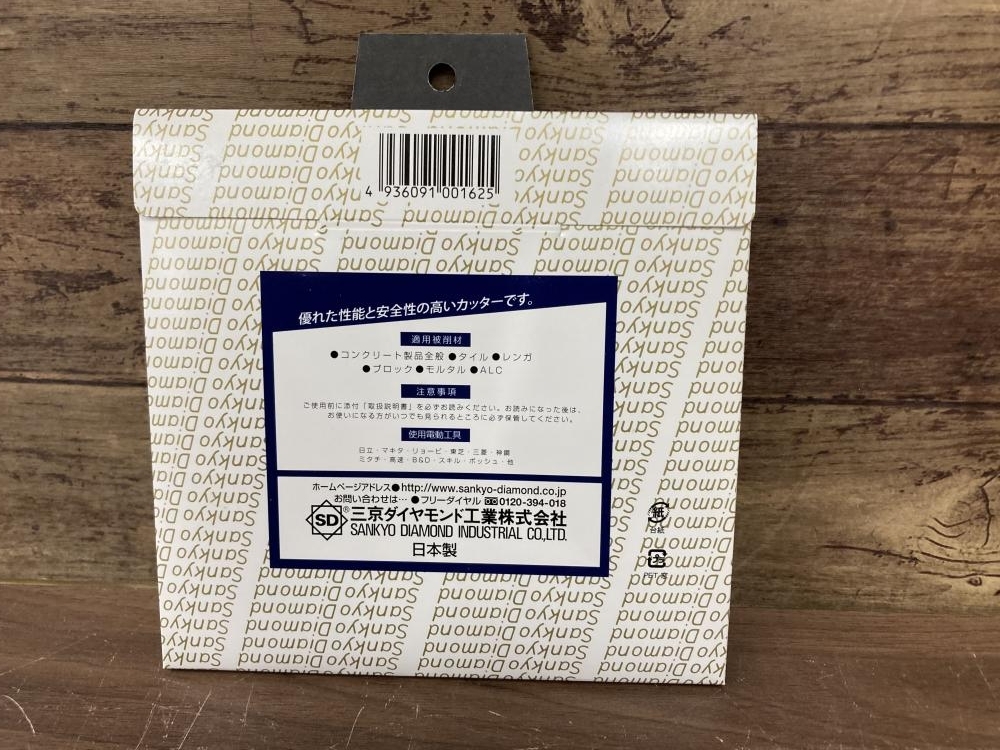 4 936091 001625
優れた性能と安全性の高いカッターです。
適用被削材
●コンクリート製品全般 ●タイル ●レンガ
●ブロック ●モルタル ●ALC
注意事項
ご使用前に添付「取扱説明書」を必ずお読みください。お読みになった後は、
お使いになる方がいつでも見られるところに必ず保管してください。
使用電動工具
日立・マキタ・リョービ・東芝・三菱・神鋼
ミタチ・高速・B&D・スキル・ボッシュ・他
ホームページアドレス●http://www.sankyo-diamond.co.jp
お問い合わせは… ●フリーダイヤル 0120-394-018
SD ® 三京ダイヤモンド工業株式会社
SANKYO DIAMOND INDUSTRIAL CO.,LTD.
日本製
紙
台紙
Sankyo Diamond